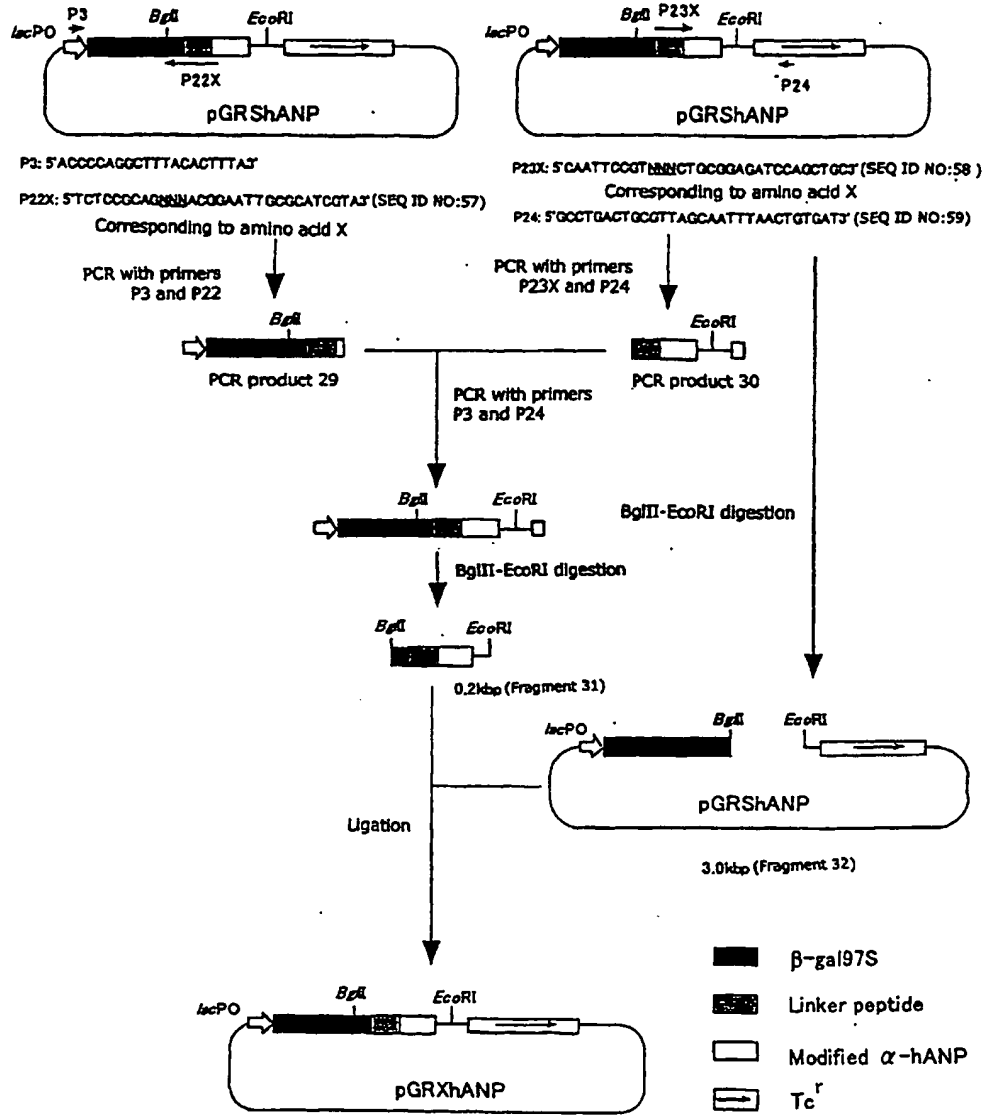 P3
BglII
EcoRI
lacPO
P22X
pGRShANP
BglII
P23X
EcoRI
lacPO
P24
pGRShANP
P3: 5'ACCCCAGGCTTTACACTTTA3'
P22X: 5'TCTCCGCAGNNNACGGAATTGCGCATCGTA3' (SEQ ID NO:57)
Corresponding to amino acid X
P23X: 5'CAATTCCGTNNNCTGCGGAGATCCAGCTGC3' (SEQ ID NO:58 )
Corresponding to amino acid X
P24: 5'GCCTGACTGCGTTAGCAATTTAACTGTGAT3' (SEQ ID NO:59)
PCR with primers
P3 and P22
PCR with primers
P23X and P24
BglII
PCR product 29
EcoRI
PCR product 30
PCR with primers
P3 and P24
BglII
EcoRI
BglII-EcoRI digestion
BglII-EcoRI digestion
BglII
EcoRI
0.2kbp (Fragment 31)
lacPO
BglII
EcoRI
pGRShANP
3.0kbp (Fragment 32)
Ligation
lacPO
BglII
EcoRI
pGRXhANP
β-gal97S
Linker peptide
Modified α-hANP
Tcʳ